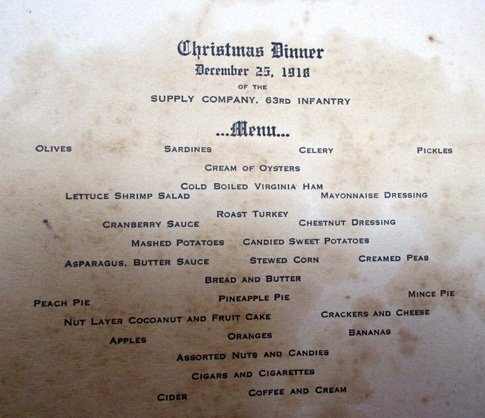 Christmas Dinner
December 25, 1918
OF THE
SUPPLY COMPANY, 63RD INFANTRY
...Menu...
OLIVES SARDINES CELERY PICKLES
CREAM OF OYSTERS
COLD BOILED VIRGINIA HAM
LETTUCE SHRIMP SALAD MAYONNAISE DRESSING
ROAST TURKEY
CRANBERRY SAUCE CHESTNUT DRESSING
MASHED POTATOES CANDIED SWEET POTATOES
ASPARAGUS, BUTTER SAUCE STEWED CORN CREAMED PEAS
BREAD AND BUTTER
PEACH PIE PINEAPPLE PIE MINCE PIE
NUT LAYER COCOANUT AND FRUIT CAKE CRACKERS AND CHEESE
APPLES ORANGES BANANAS
ASSORTED NUTS AND CANDIES
CIGARS AND CIGARETTES
CIDER COFFEE AND CREAM